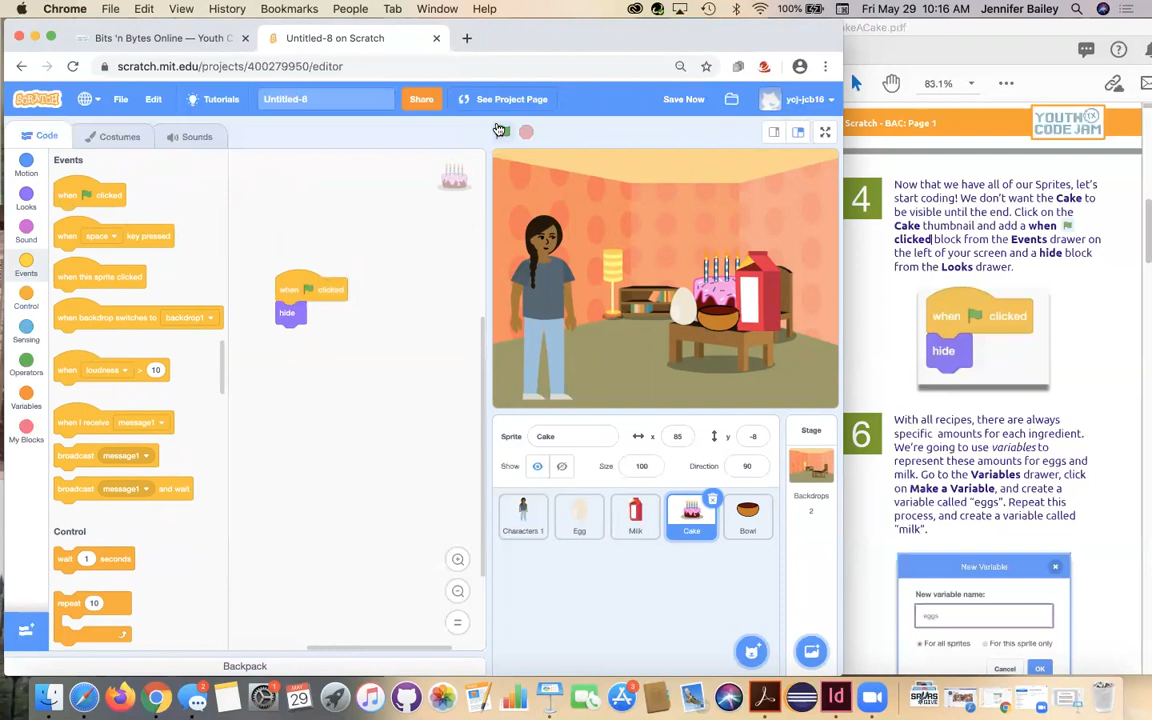 Chrome File Edit View History Bookmarks People Tab Window Help 100% Fri May 29 10:16 AM Jennifer Bailey
Bits 'n Bytes Online — Youth C
Untitled-8 on Scratch
akeACake.pdf
scratch.mit.edu/projects/400279950/editor
83.1%
SCRATCH File Edit Tutorials Untitled-8 Share See Project Page Save Now ycj-jcb16
Scratch - BAC: Page 1
YOUTH
CODE JAM
Code Costumes Sounds
Motion
Looks
Sound
Events
Control
Sensing
Operators
Variables
My Blocks
Events
when clicked
when space key pressed
when this sprite clicked
when backdrop switches to backdrop1
when loudness > 10
when I receive message1
broadcast message1
broadcast message1 and wait
Control
wait 1 seconds
repeat 10
when clicked
hide
Backpack
Sprite Cake x 85 y -8
Show Size 100 Direction 90
Characters 1 Egg Milk Cake Bowl
Stage
Backdrops
2
4
Now that we have all of our Sprites, let's
start coding! We don't want the Cake to
be visible until the end. Click on the
Cake thumbnail and add a when
clicked block from the Events drawer on
the left of your screen and a hide block
from the Looks drawer.
when clicked
hide
6
With all recipes, there are always
specific amounts for each ingredient.
We're going to use variables to
represent these amounts for eggs and
milk. Go to the Variables drawer, click
on Make a Variable, and create a
variable called "eggs". Repeat this
process, and create a variable called
"milk".
New Variable
New variable name:
eggs
For all sprites For this sprite only
Cancel OK
2
MAY
29
3
Id